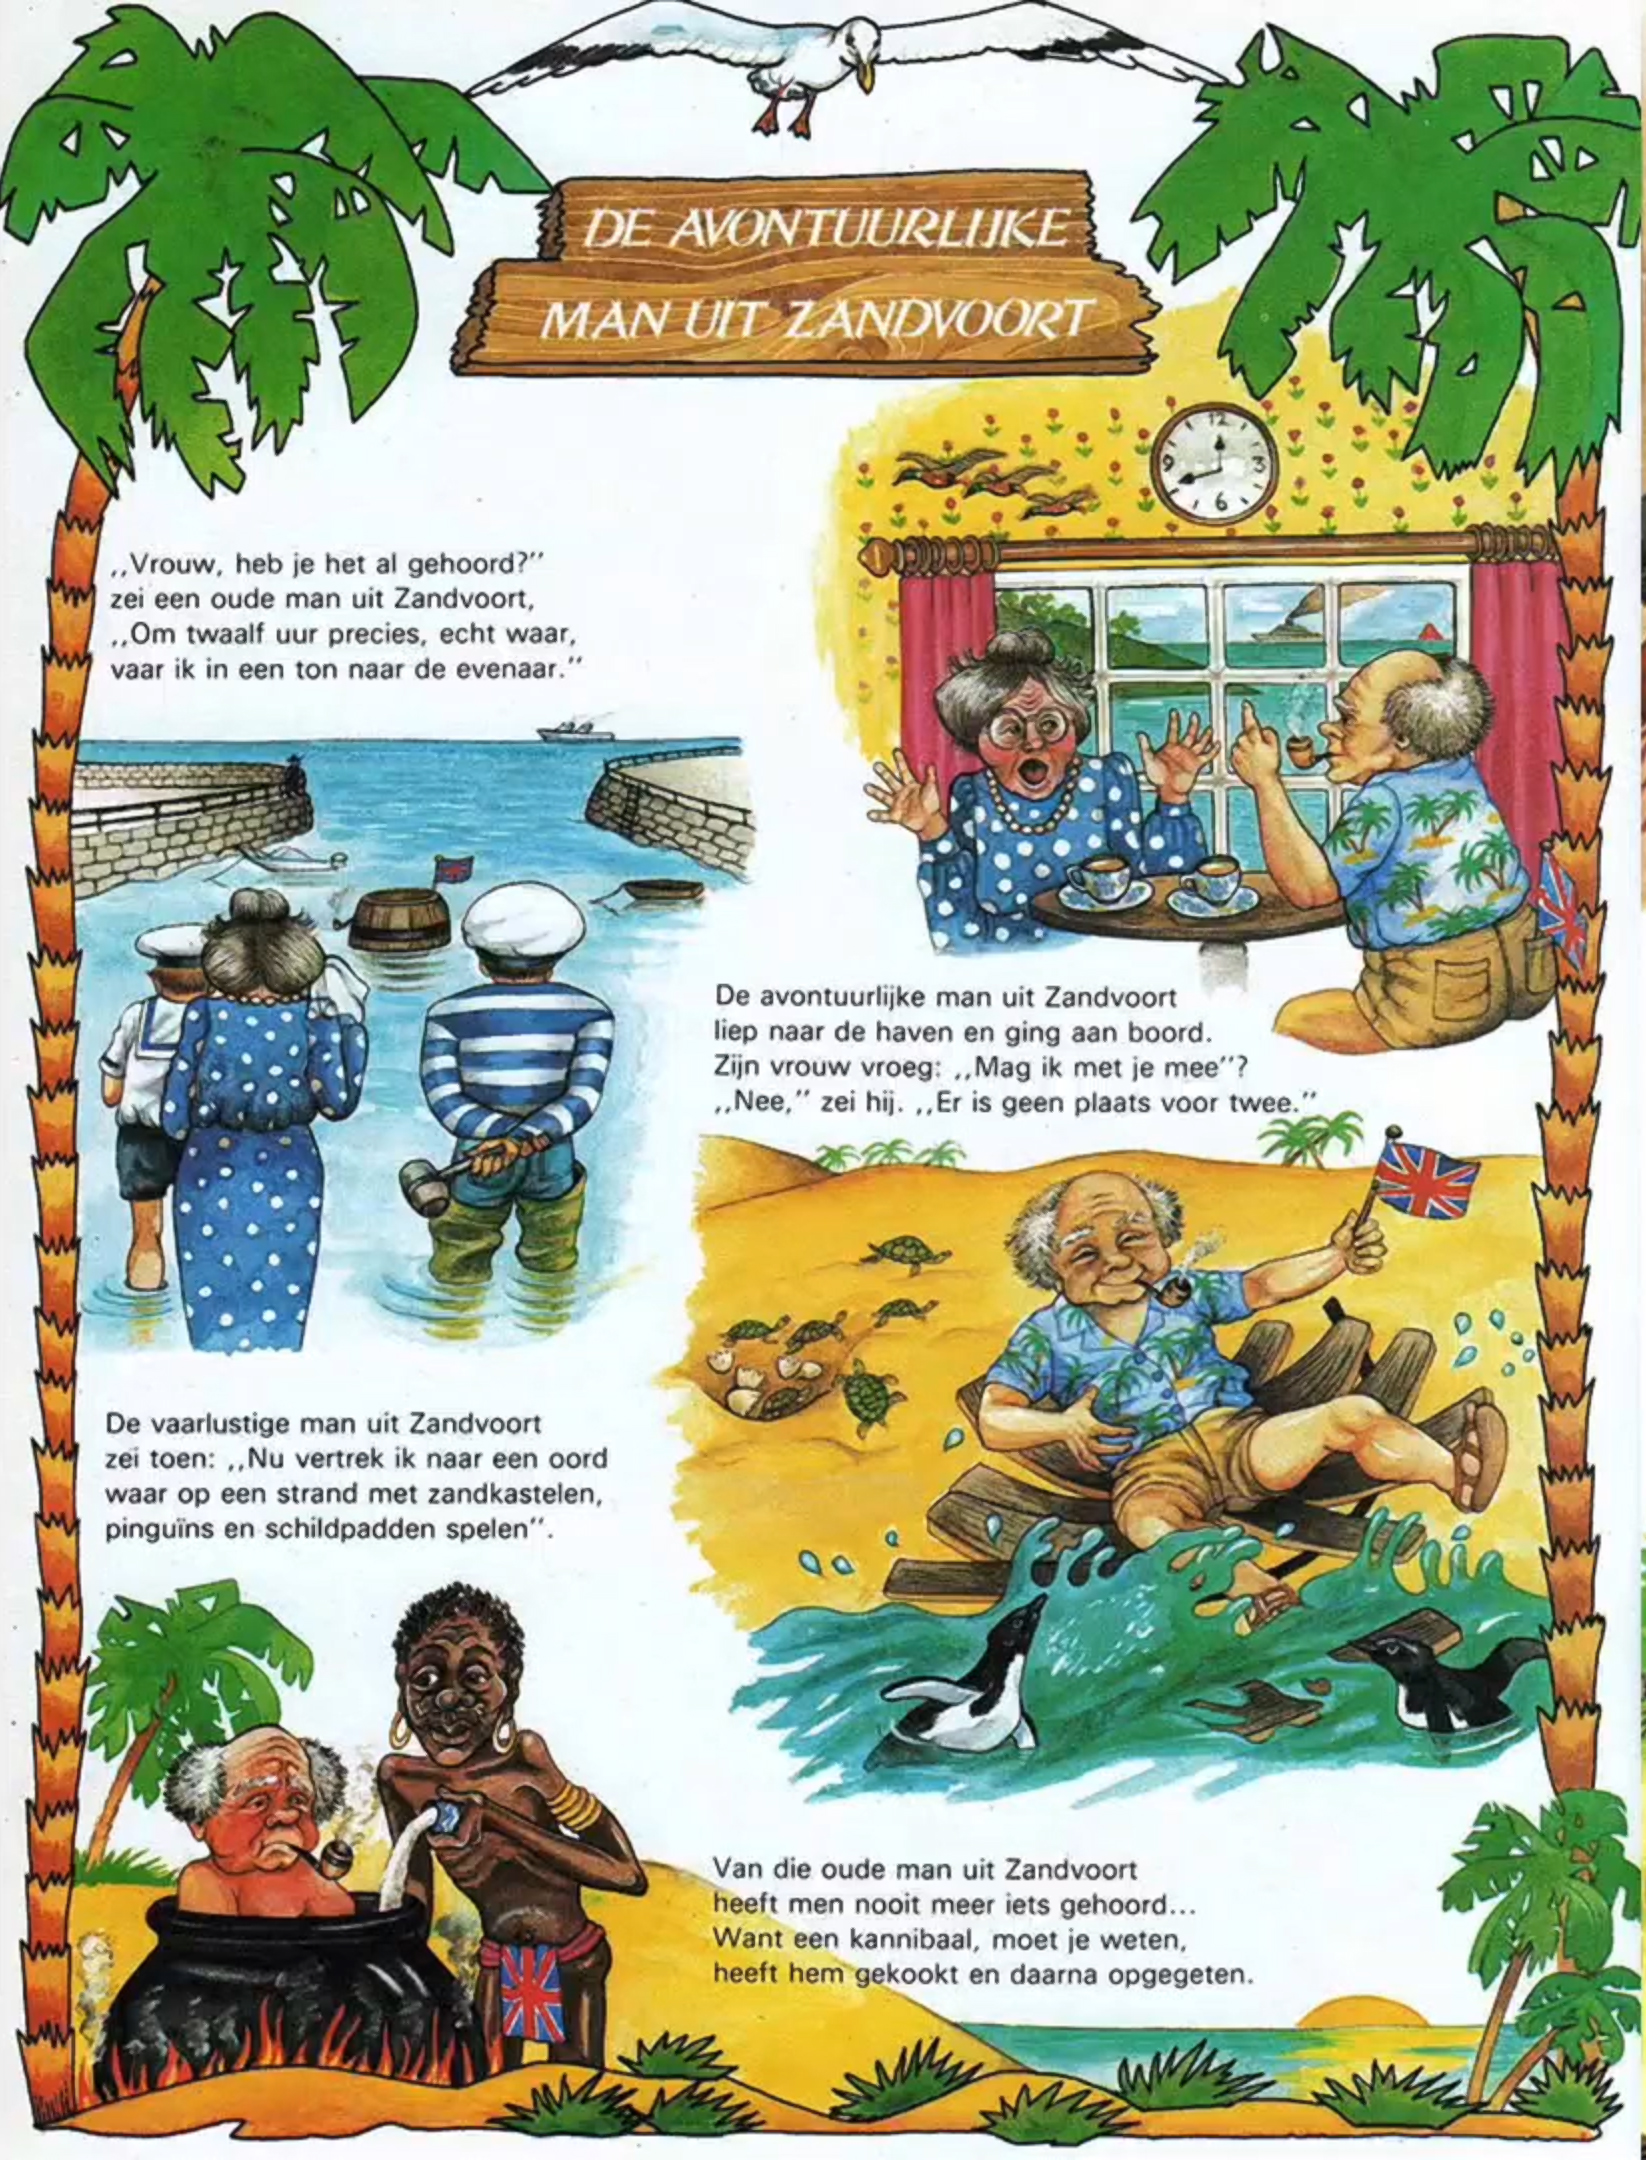 DE AVONTUURLIJKE
MAN UIT ZANDVOORT
12
3
6
9
,,Vrouw, heb je het al gehoord?''
zei een oude man uit Zandvoort,
,,Om twaalf uur precies, echt waar,
vaar ik in een ton naar de evenaar.''
De avontuurlijke man uit Zandvoort
liep naar de haven en ging aan boord.
Zijn vrouw vroeg: ,,Mag ik met je mee''?
,,Nee,'' zei hij. ,,Er is geen plaats voor twee.''
De vaarlustige man uit Zandvoort
zei toen: ,,Nu vertrek ik naar een oord
waar op een strand met zandkastelen,
pinguïns en schildpadden spelen''.
Van die oude man uit Zandvoort
heeft men nooit meer iets gehoord...
Want een kannibaal, moet je weten,
heeft hem gekookt en daarna opgegeten.